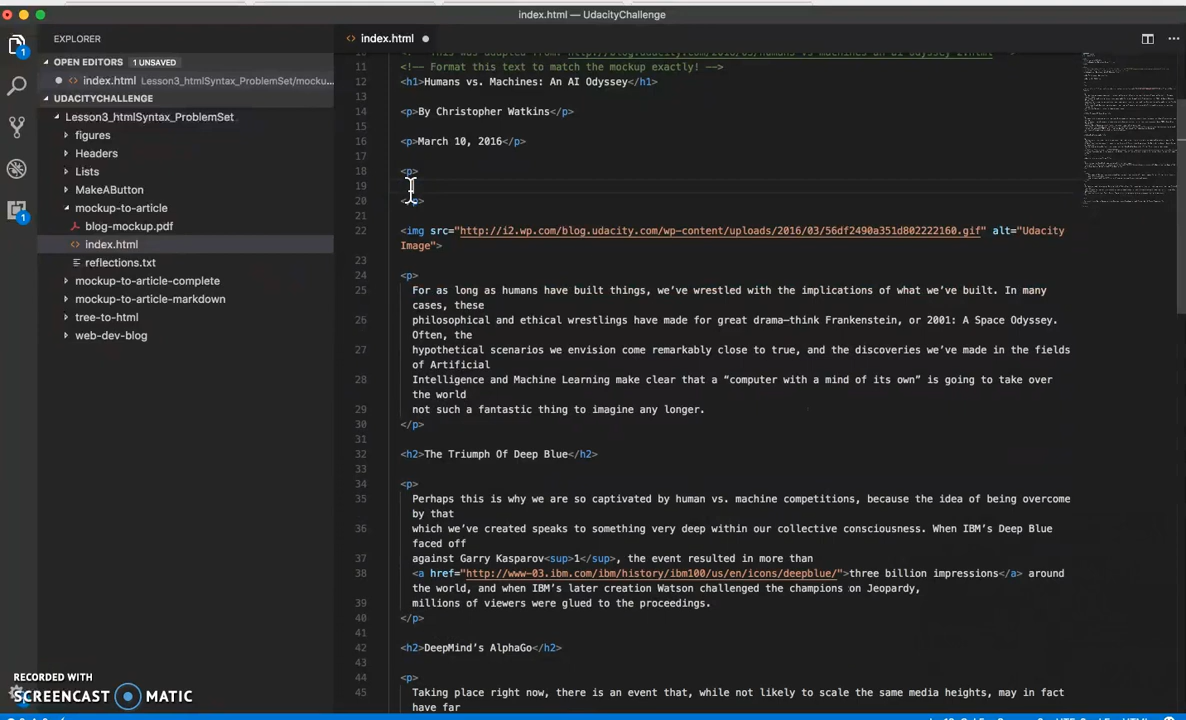 index.html — UdacityChallenge
EXPLORER
index.html
OPEN EDITORS 1 UNSAVED
index.html Lesson3_htmlSyntax_ProblemSet/mocku...
UDACITYCHALLENGE
Lesson3_htmlSyntax_ProblemSet
figures
Headers
Lists
MakeAButton
mockup-to-article
blog-mockup.pdf
index.html
reflections.txt
mockup-to-article-complete
mockup-to-article-markdown
tree-to-html
web-dev-blog
1
1
11 <!-- Format this text to match the mockup exactly! -->
12 <h1>Humans vs. Machines: An AI Odyssey</h1>
13
14 <p>By Christopher Watkins</p>
15
16 <p>March 10, 2016</p>
17
18 <p>
19
20 </p>
21
22 <img src="http://i2.wp.com/blog.udacity.com/wp-content/uploads/2016/03/56df2490a351d802222160.gif" alt="Udacity
Image">
23
24 <p>
25 For as long as humans have built things, we’ve wrestled with the implications of what we’ve built. In many
cases, these
26 philosophical and ethical wrestlings have made for great drama—think Frankenstein, or 2001: A Space Odyssey.
Often, the
27 hypothetical scenarios we envision come remarkably close to true, and the discoveries we’ve made in the fields
of Artificial
28 Intelligence and Machine Learning make clear that a “computer with a mind of its own” is going to take over
the world
29 not such a fantastic thing to imagine any longer.
30 </p>
31
32 <h2>The Triumph Of Deep Blue</h2>
33
34 <p>
35 Perhaps this is why we are so captivated by human vs. machine competitions, because the idea of being overcome
by that
36 which we’ve created speaks to something very deep within our collective consciousness. When IBM’s Deep Blue
faced off
37 against Garry Kasparov<sup>1</sup>, the event resulted in more than
38 <a href="http://www-03.ibm.com/ibm/history/ibm100/us/en/icons/deepblue/">three billion impressions</a> around
the world, and when IBM’s later creation Watson challenged the champions on Jeopardy,
39 millions of viewers were glued to the proceedings.
40 </p>
41
42 <h2>DeepMind’s AlphaGo</h2>
43
44 <p>
45 Taking place right now, there is an event that, while not likely to scale the same media heights, may in fact
have far
RECORDED WITH
SCREENCAST MATIC